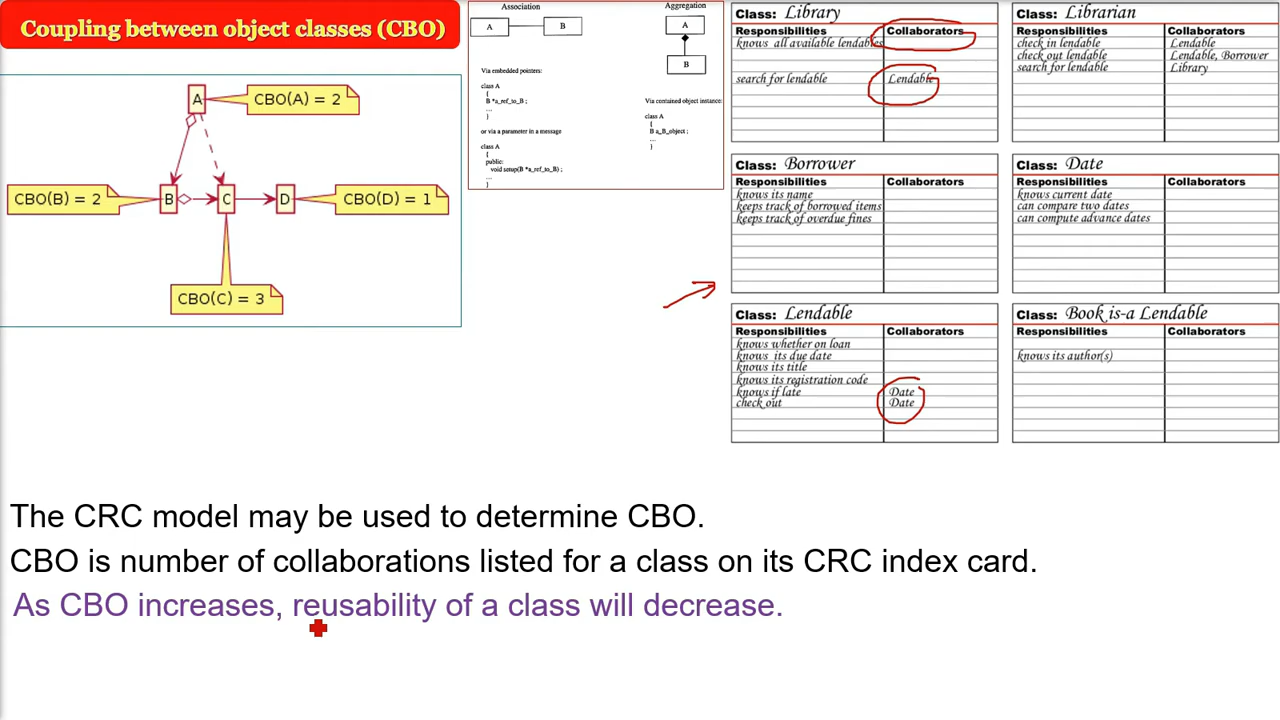 Coupling between object classes (CBO)
A
CBO(A) = 2
CBO(B) = 2
B
C
D
CBO(D) = 1
CBO(C) = 3
Association
A
B
Via embedded pointers:
class A
{
B *a_ref_to_B ;
...
}
or via a parameter in a message
class A
{
public:
void setup(B *a_ref_to_B) ;
...
}
Aggregation
A
B
Via contained object instance:
class A
{
B a_B_object ;
...
}
Class: Library
Responsibilities Collaborators
knows all available lendables
search for lendable Lendable
Class: Librarian
Responsibilities Collaborators
check in lendable Lendable
check out lendable Lendable, Borrower
search for lendable Library
Class: Borrower
Responsibilities Collaborators
knows its name
keeps track of borrowed items
keeps track of overdue fines
Class: Date
Responsibilities Collaborators
knows current date
can compare two dates
can compute advance dates
Class: Lendable
Responsibilities Collaborators
knows whether on loan
knows its due date
knows its title
knows its registration code
knows if late Date
check out Date
Class: Book is-a Lendable
Responsibilities Collaborators
knows its author(s)
The CRC model may be used to determine CBO.
CBO is number of collaborations listed for a class on its CRC index card.
As CBO increases, reusability of a class will decrease.